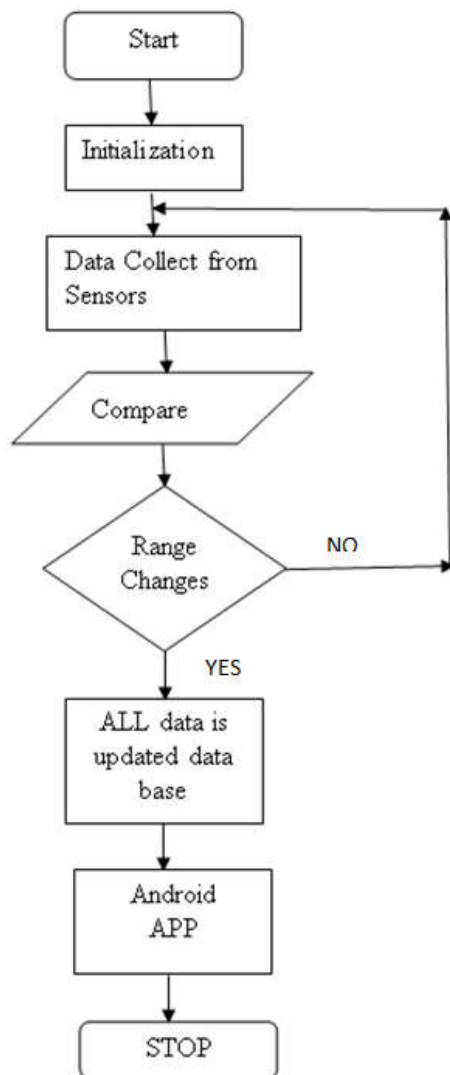 Start
Initialization
Data Collect from
Sensors
Compare
Range
Changes
NO
YES
ALL data is
updated data
base
Android
APP
STOP